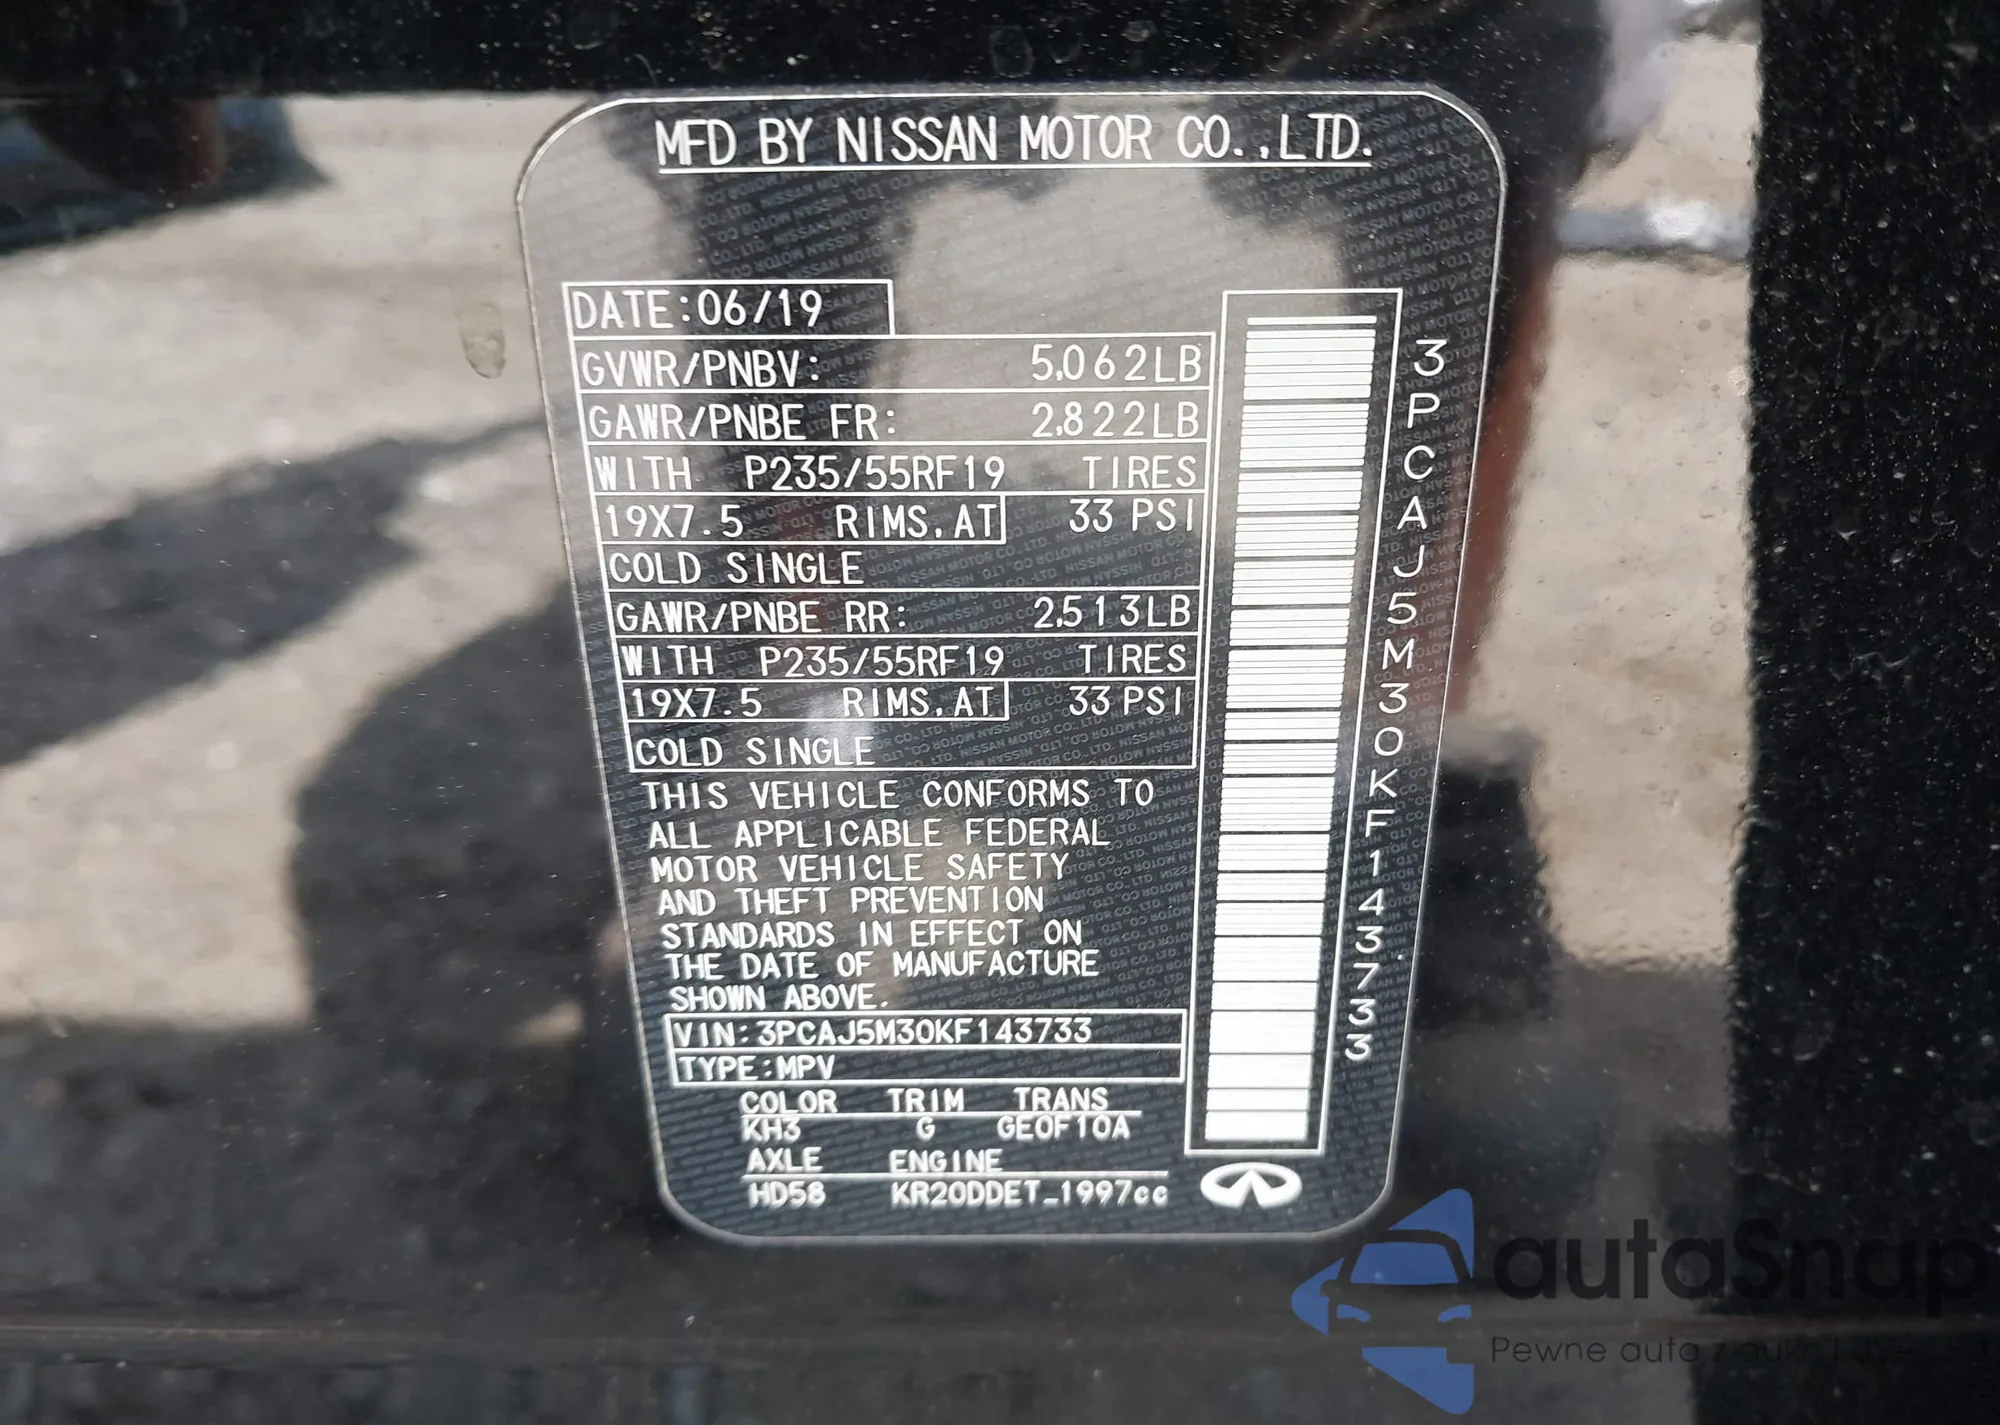 MFD BY NISSAN MOTOR CO.,LTD.
DATE:06/19
GVWR/PNBV: 5,062LB
GAWR/PNBE FR: 2,822LB
WITH P235/55RF19 TIRES
19X7.5 RIMS,AT 33 PSI
COLD SINGLE
GAWR/PNBE RR: 2,513LB
WITH P235/55RF19 TIRES
19X7.5 RIMS,AT 33 PSI
COLD SINGLE
THIS VEHICLE CONFORMS TO
ALL APPLICABLE FEDERAL
MOTOR VEHICLE SAFETY
AND THEFT PREVENTION
STANDARDS IN EFFECT ON
THE DATE OF MANUFACTURE
SHOWN ABOVE.
VIN:3PCAJ5M30KF143733
TYPE:MPV
COLOR TRIM TRANS
KH3 G GE0F10A
AXLE ENGINE
HD58 KR20DDET_1997cc
3PCAJ5M30KF143733
autaSnap
Pewne auta z aukcji